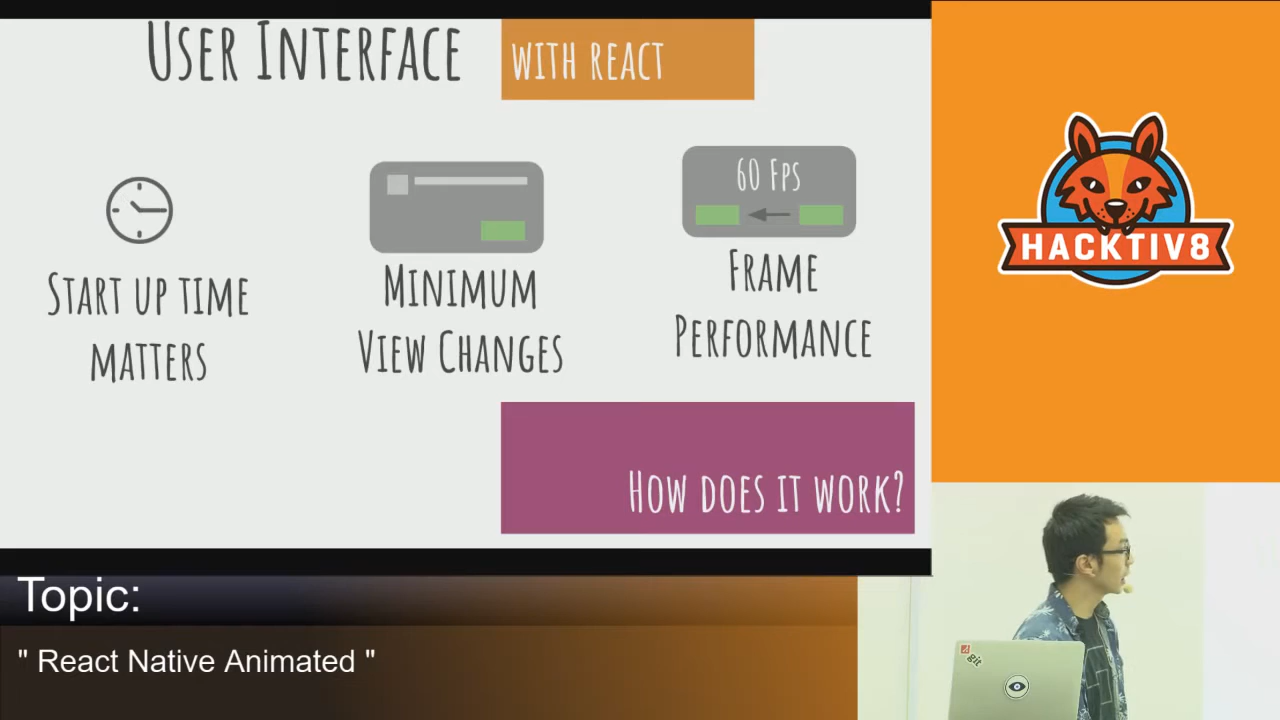 USER INTERFACE WITH REACT
60 FPS
START UP TIME
MATTERS
MINIMUM
VIEW CHANGES
FRAME
PERFORMANCE
HOW DOES IT WORK?
HACKTIV8
Topic:
" React Native Animated "
git